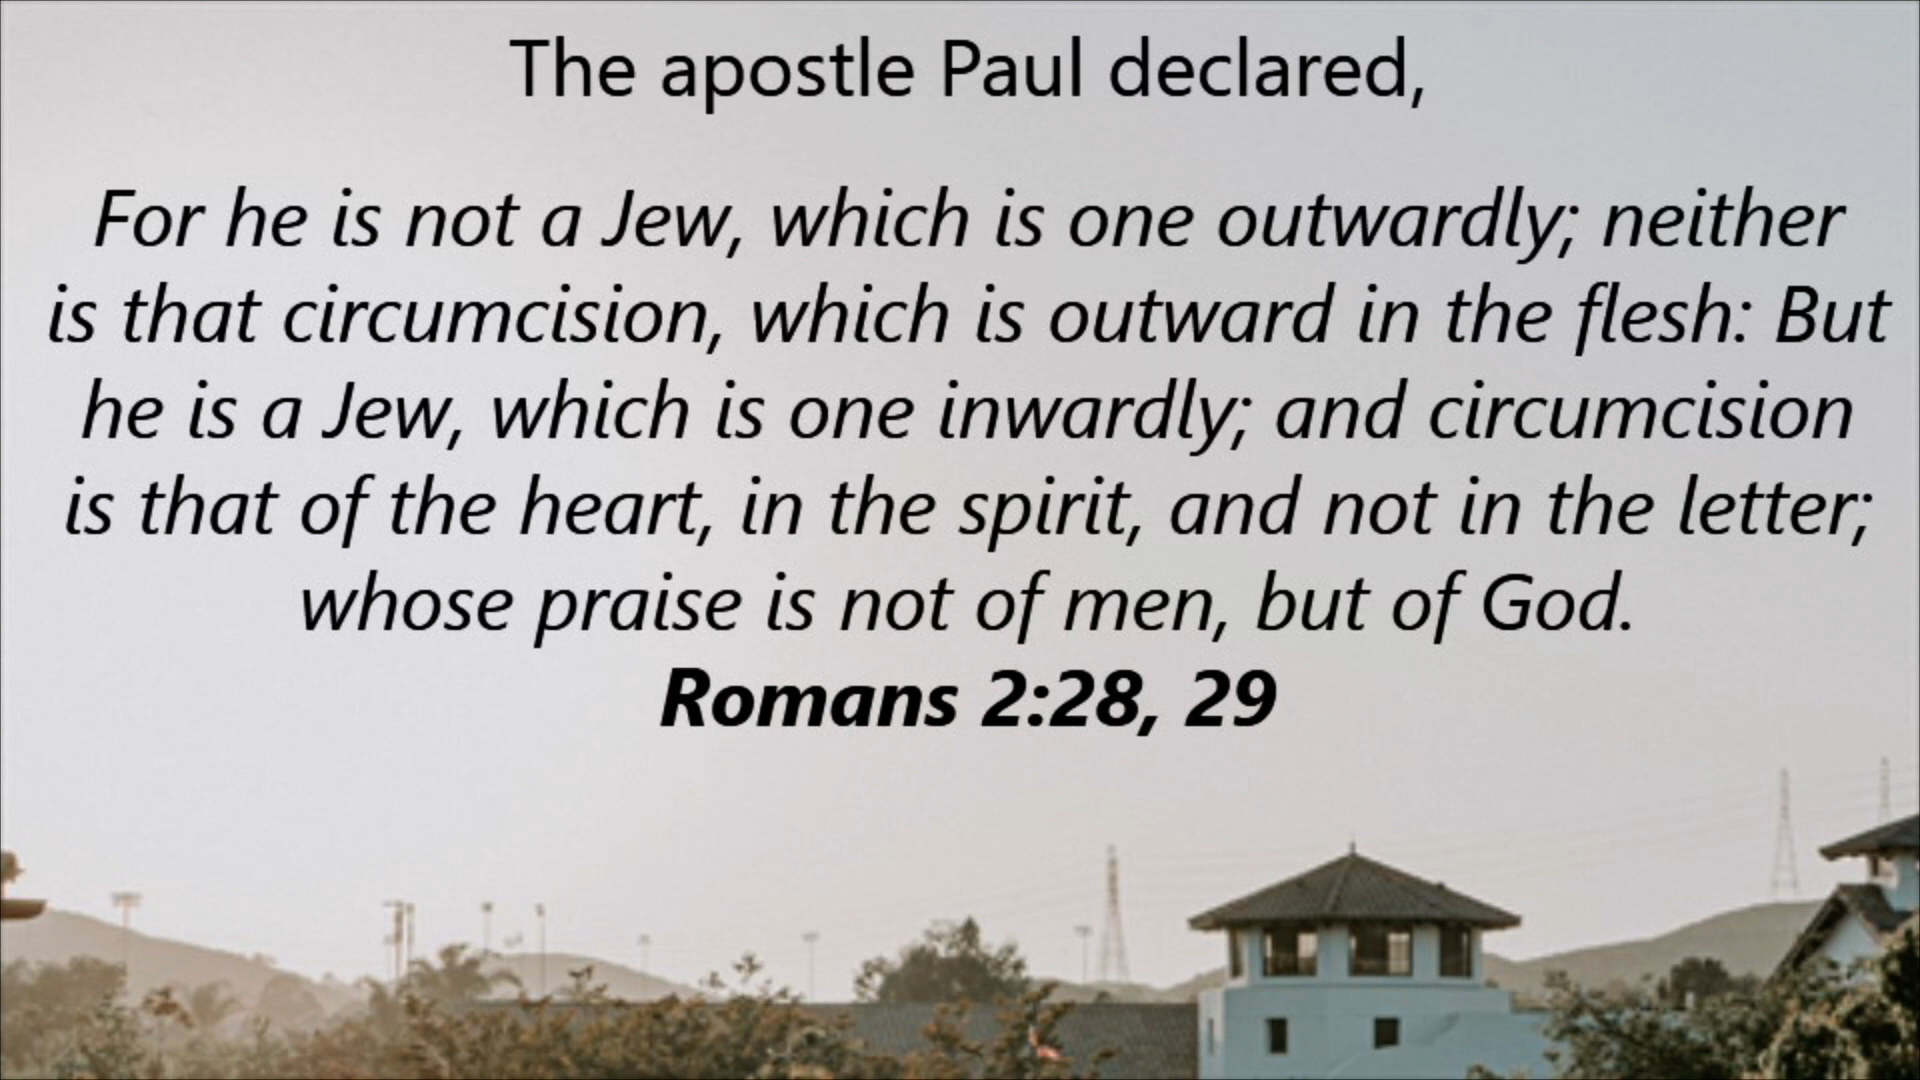 The apostle Paul declared,
For he is not a Jew, which is one outwardly; neither
is that circumcision, which is outward in the flesh: But
he is a Jew, which is one inwardly; and circumcision
is that of the heart, in the spirit, and not in the letter;
whose praise is not of men, but of God.
Romans 2:28, 29